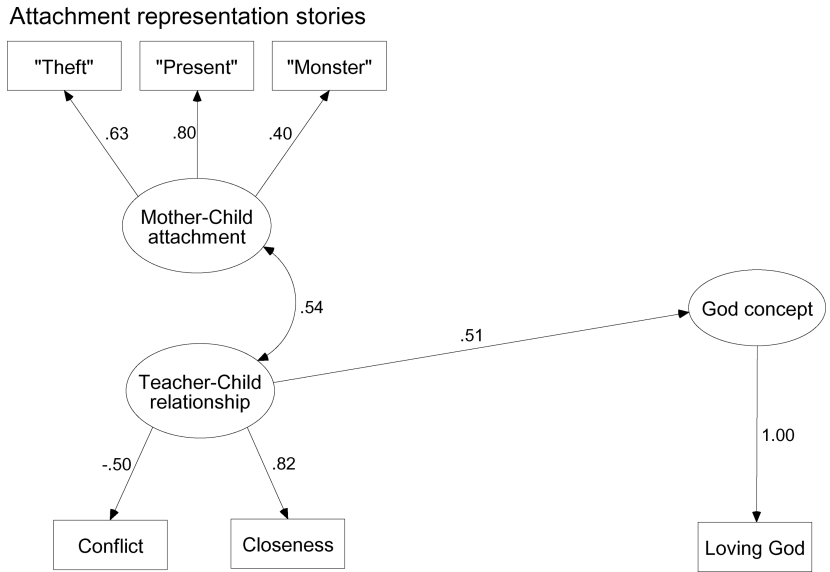 Attachment representation stories
"Theft"
"Present"
"Monster"
.63
.80
.40
Mother-Child
attachment
.54
God concept
.51
Teacher-Child
relationship
1.00
-.50
.82
Conflict
Closeness
Loving God